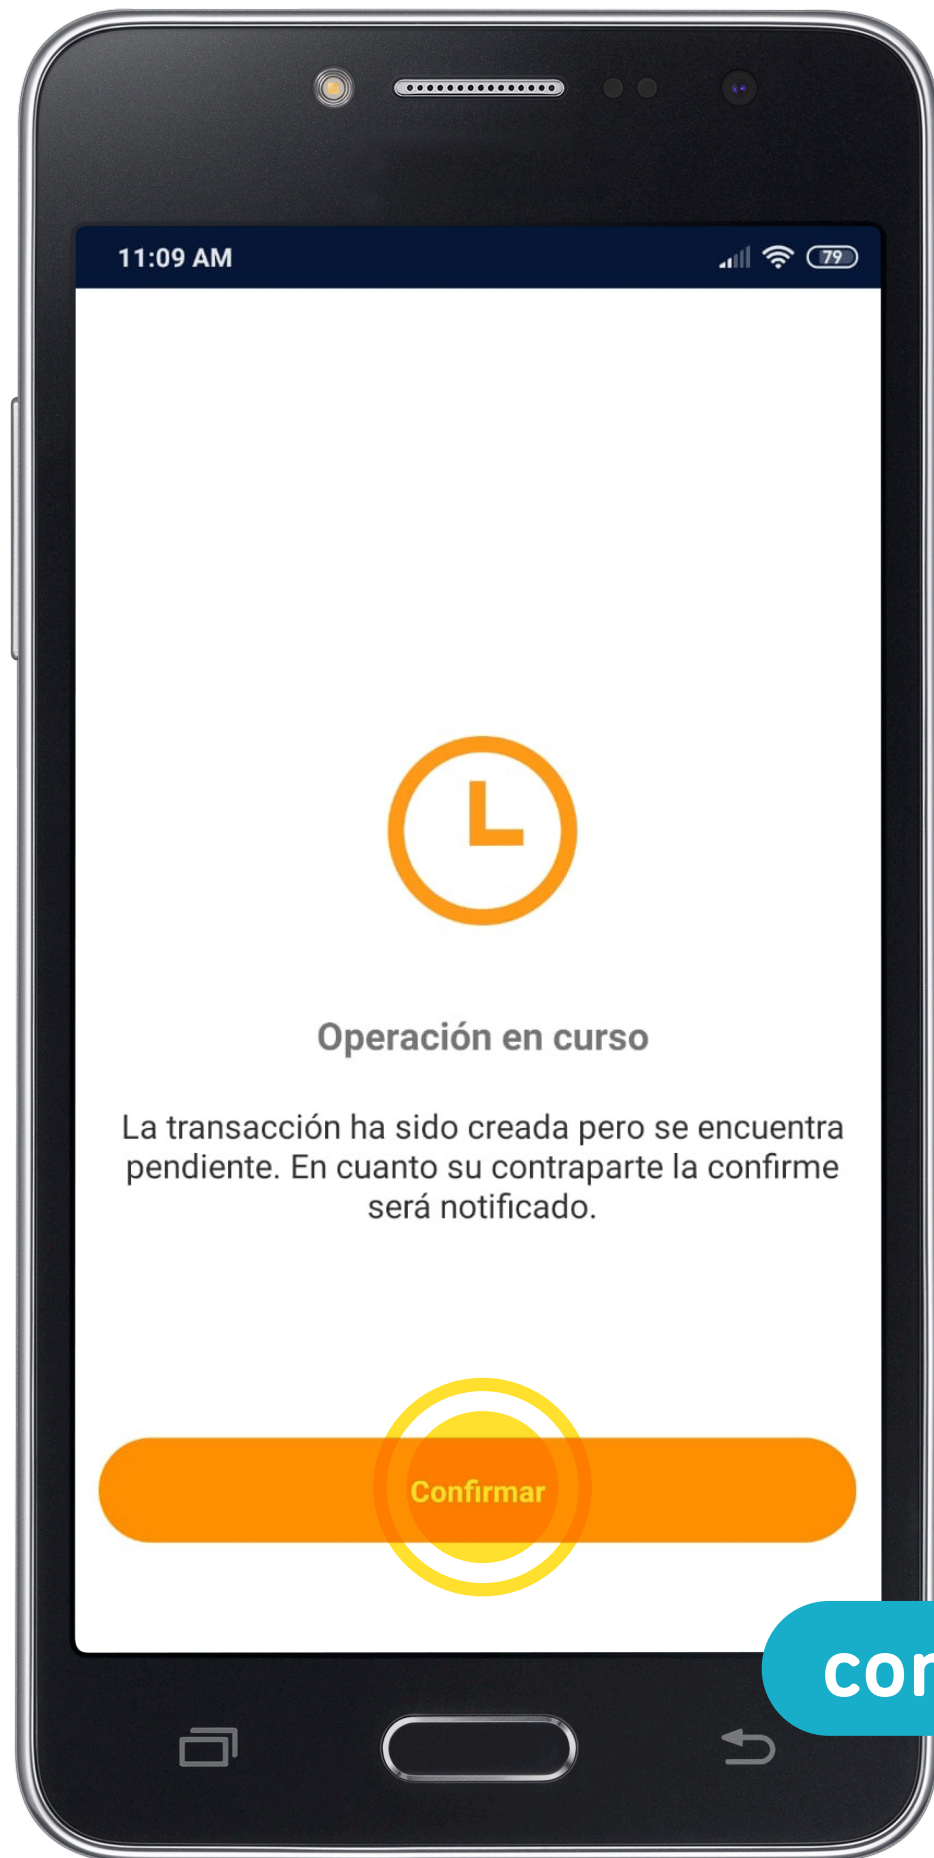 11:09 AM
79
Operación en curso
La transacción ha sido creada pero se encuentra
pendiente. En cuanto su contraparte la confirme
será notificado.
Confirmar